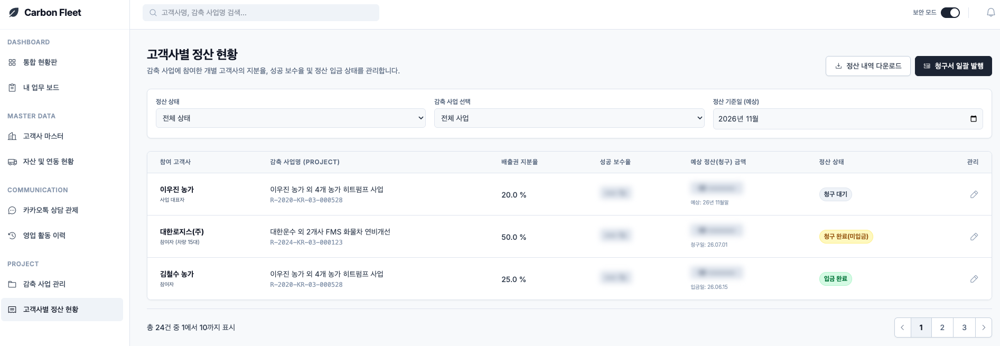 Carbon Fleet
고객사명, 감축 사업명 검색...
보안 모드
DASHBOARD
통합 현황판
내 업무 보드
MASTER DATA
고객사 마스터
자산 및 연동 현황
COMMUNICATION
카카오톡 상담 관제
영업 활동 이력
PROJECT
감축 사업 관리
고객사별 정산 현황
고객사별 정산 현황
감축 사업에 참여한 개별 고객사의 지분율, 성공 보수율 및 정산 입금 상태를 관리합니다.
정산 내역 다운로드
청구서 일괄 발행
정산 상태
감축 사업 선택
정산 기준일 (예상)
전체 상태
전체 사업
2026년 11월
참여 고객사 감축 사업명 (PROJECT) 배출권 지분율 성공 보수율 예상 정산(청구) 금액 정산 상태 관리
이우진 농가
사업 대표자
이우진 농가 외 4개 농가 히트펌프 사업
R-2020-KR-03-000528
20.0 %
예상: 26년 11월말
청구 대기
대한로지스(주)
참여자 (차량 15대)
대한운수 외 2개사 FMS 화물차 연비개선
R-2024-KR-03-000123
50.0 %
청구일: 26.07.01
청구 완료(미입금)
김철수 농가
참여자
이우진 농가 외 4개 농가 히트펌프 사업
R-2020-KR-03-000528
25.0 %
입금일: 26.06.15
입금 완료
총 24건 중 1에서 10까지 표시
1 2 3